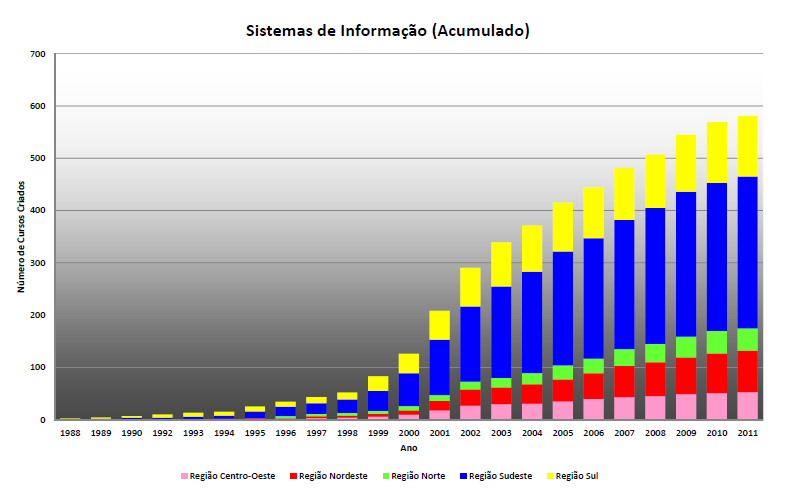 Sistemas de Informação (Acumulado)
700
600
500
400
300
200
100
0
Número de Cursos Criados
1988 1989 1990 1992 1993 1994 1995 1996 1997 1998 1999 2000 2001 2002 2003 2004 2005 2006 2007 2008 2009 2010 2011
Ano
Região Centro-Oeste Região Nordeste Região Norte Região Sudeste Região Sul